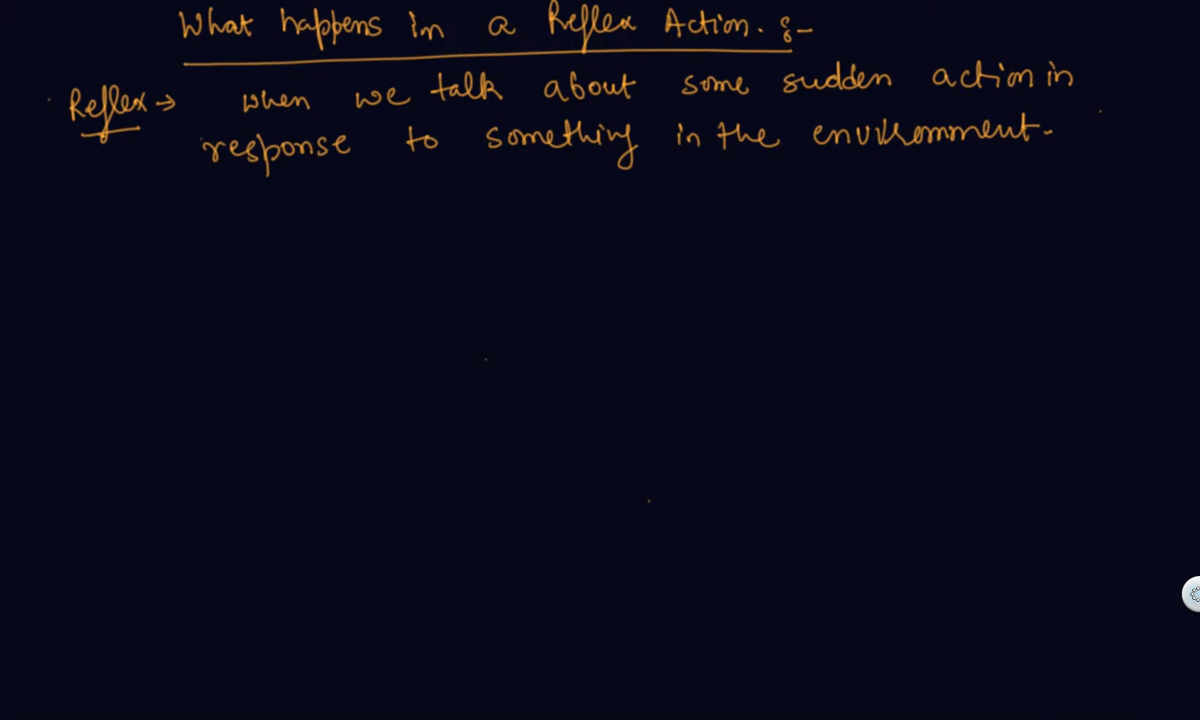 What happens in a Reflex Action. :-
Reflex → when we talk about some sudden action in
response to something in the environment.